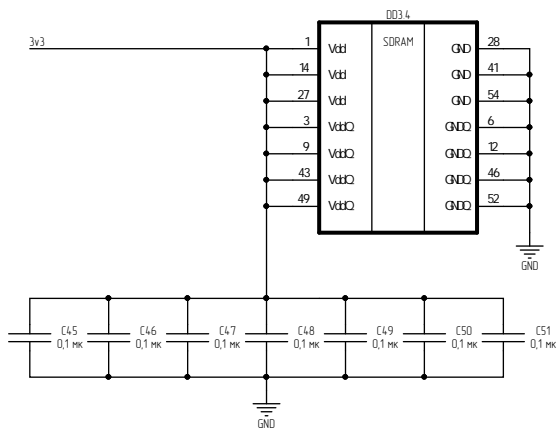 DD3.4
3v3 1 Vdd SDRAM GND 28
14 Vdd GND 41
27 Vdd GND 54
3 VddQ GNDQ 6
9 VddQ GNDQ 12
43 VddQ GNDQ 46
49 VddQ GNDQ 52
GND
C45 C46 C47 C48 C49 C50 C51
0,1 мк 0,1 мк 0,1 мк 0,1 мк 0,1 мк 0,1 мк 0,1 мк
GND